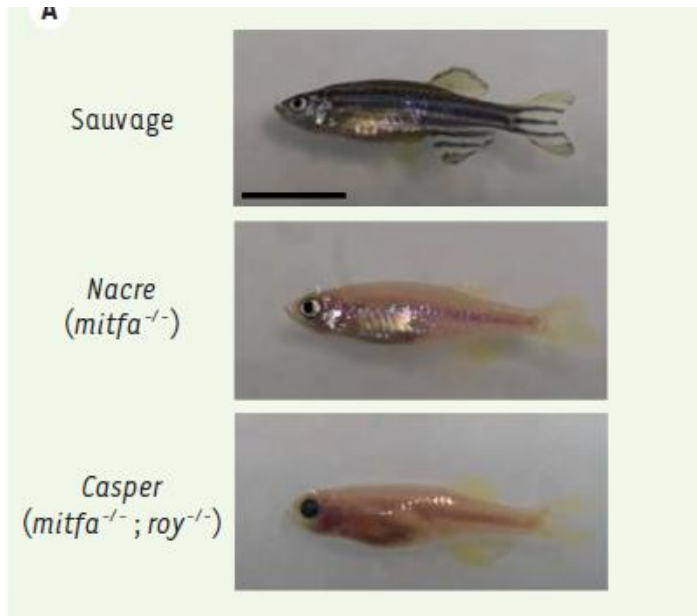 A
Sauvage
Nacre
(mitfa⁻/⁻)
Casper
(mitfa⁻/⁻ ; roy⁻/⁻)